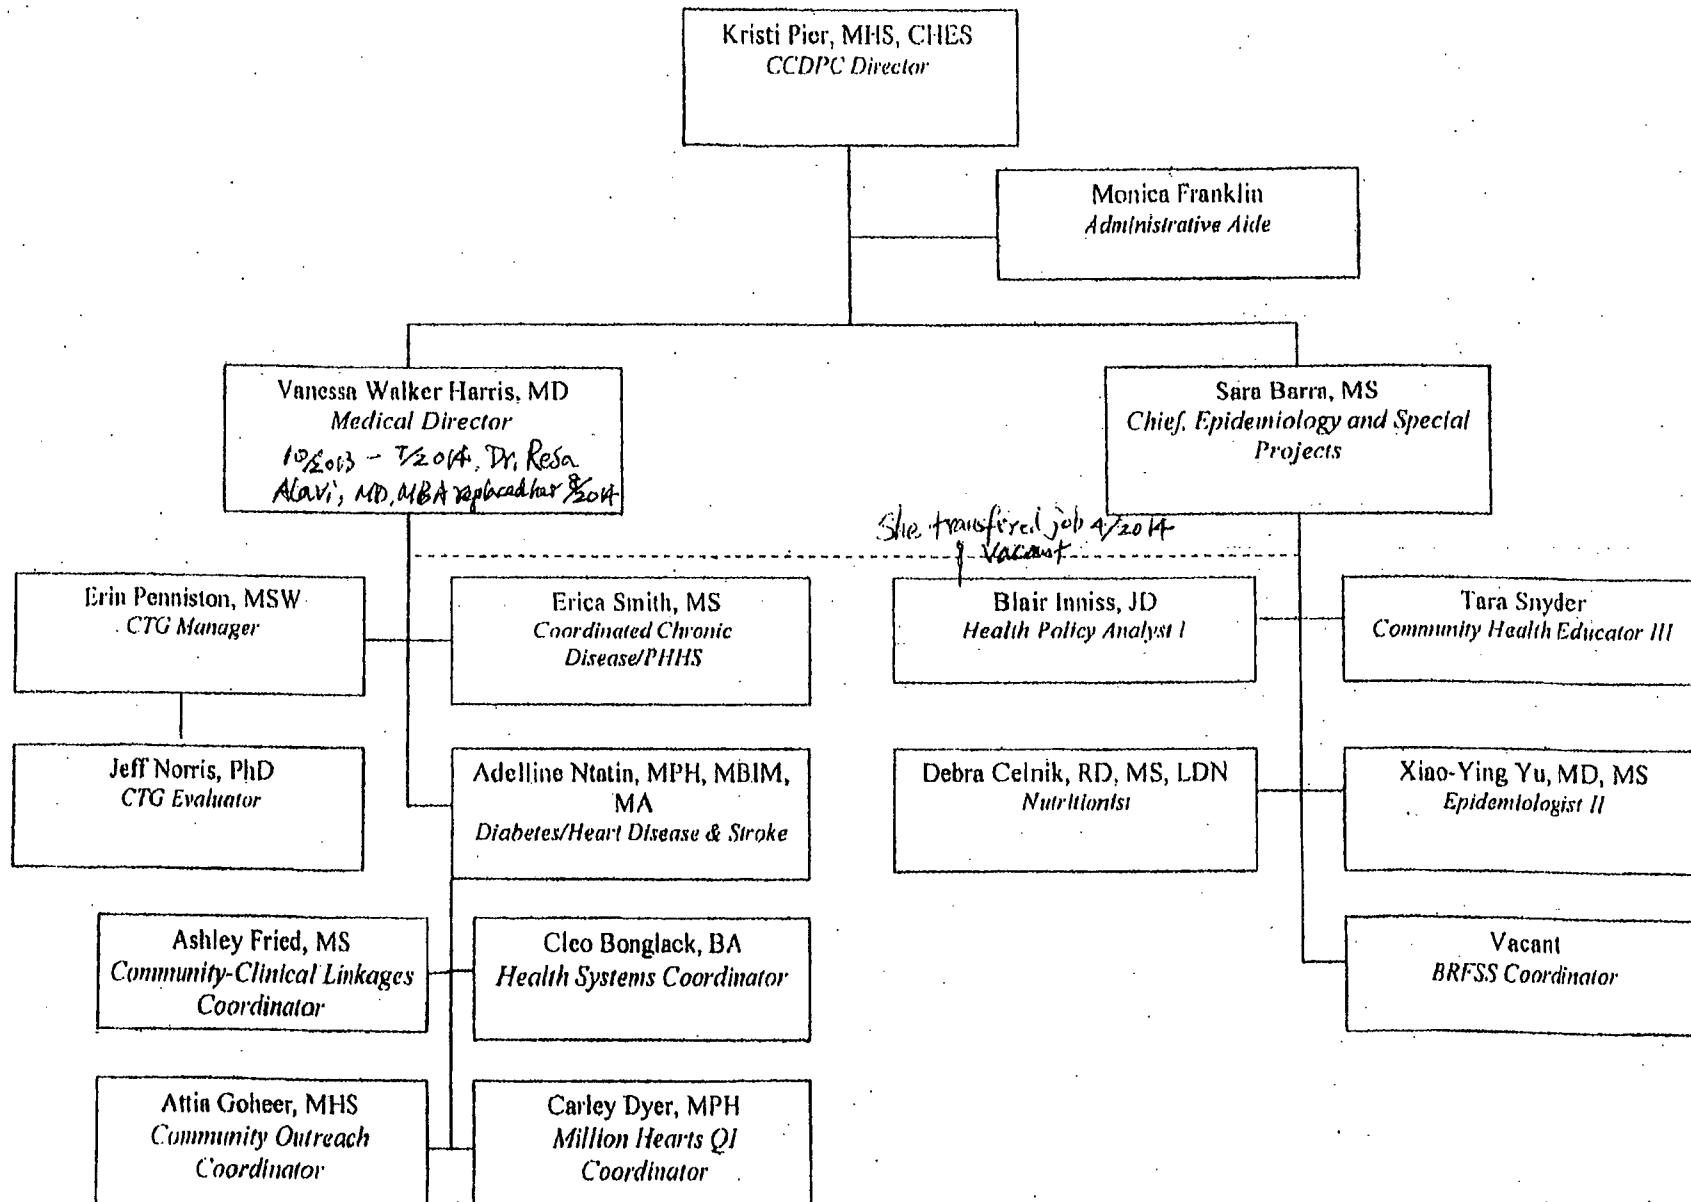 Kristi Pier, MHS, CHES
CCDPC Director
Monica Franklin
Administrative Aide
Vanessa Walker Harris, MD
Medical Director
10/2013 - 7/2014, Dr. Resa
Alavi, MD, MBA replaced her 8/2014
Sara Barra, MS
Chief, Epidemiology and Special
Projects
She transfired job 4/2014
vacant
Erin Penniston, MSW
CTG Manager
Erica Smith, MS
Coordinated Chronic
Disease/PHHS
Blair Inniss, JD
Health Policy Analyst I
Tara Snyder
Community Health Educator III
Jeff Norris, PhD
CTG Evaluator
Adelline Ntatin, MPH, MBIM,
MA
Diabetes/Heart Disease & Stroke
Debra Celnik, RD, MS, LDN
Nutritionist
Xiao-Ying Yu, MD, MS
Epidemiologist II
Ashley Fried, MS
Community-Clinical Linkages
Coordinator
Cleo Bonglack, BA
Health Systems Coordinator
Vacant
BRFSS Coordinator
Attia Goheer, MHS
Community Outreach
Coordinator
Carley Dyer, MPH
Million Hearts QI
Coordinator